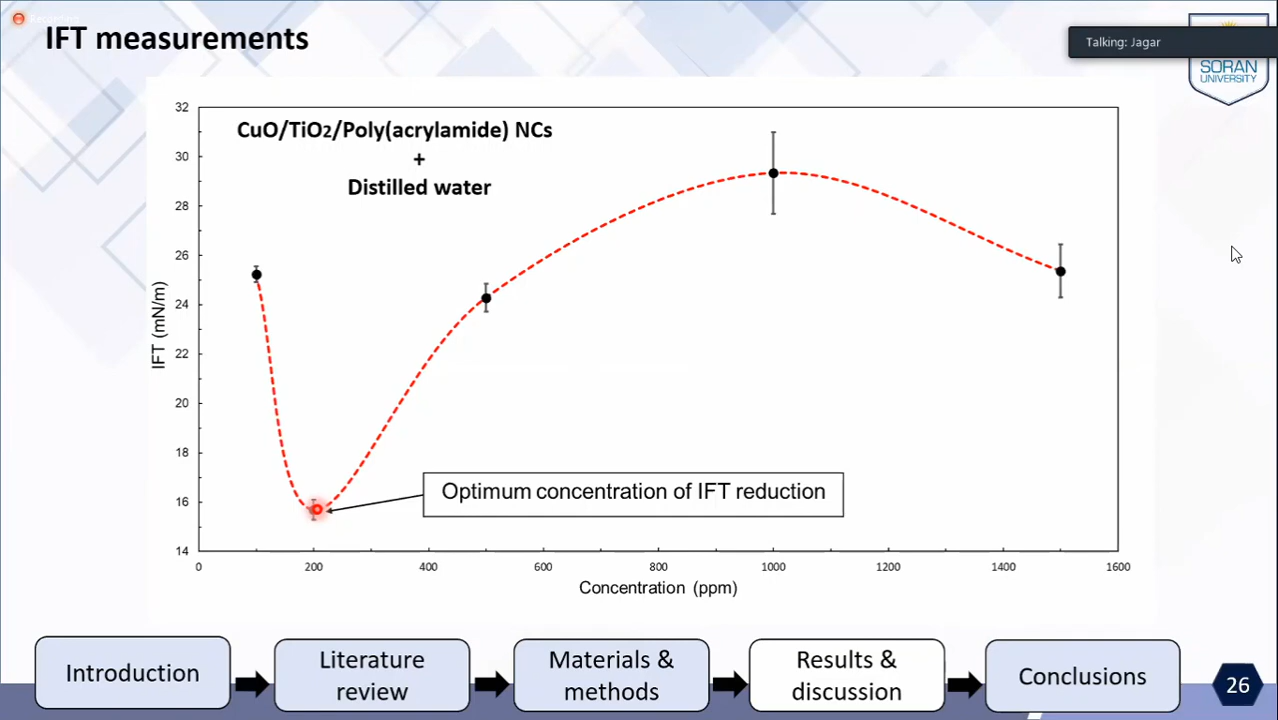 Recording
IFT measurements
Talking: Jagar
SORAN
UNIVERSITY
CuO/TiO2/Poly(acrylamide) NCs
+
Distilled water
32
30
28
26
24
22
20
18
16
14
IFT (mN/m)
Optimum concentration of IFT reduction
0 200 400 600 800 1000 1200 1400 1600
Concentration (ppm)
Introduction
Literature
review
Materials &
methods
Results &
discussion
Conclusions
26